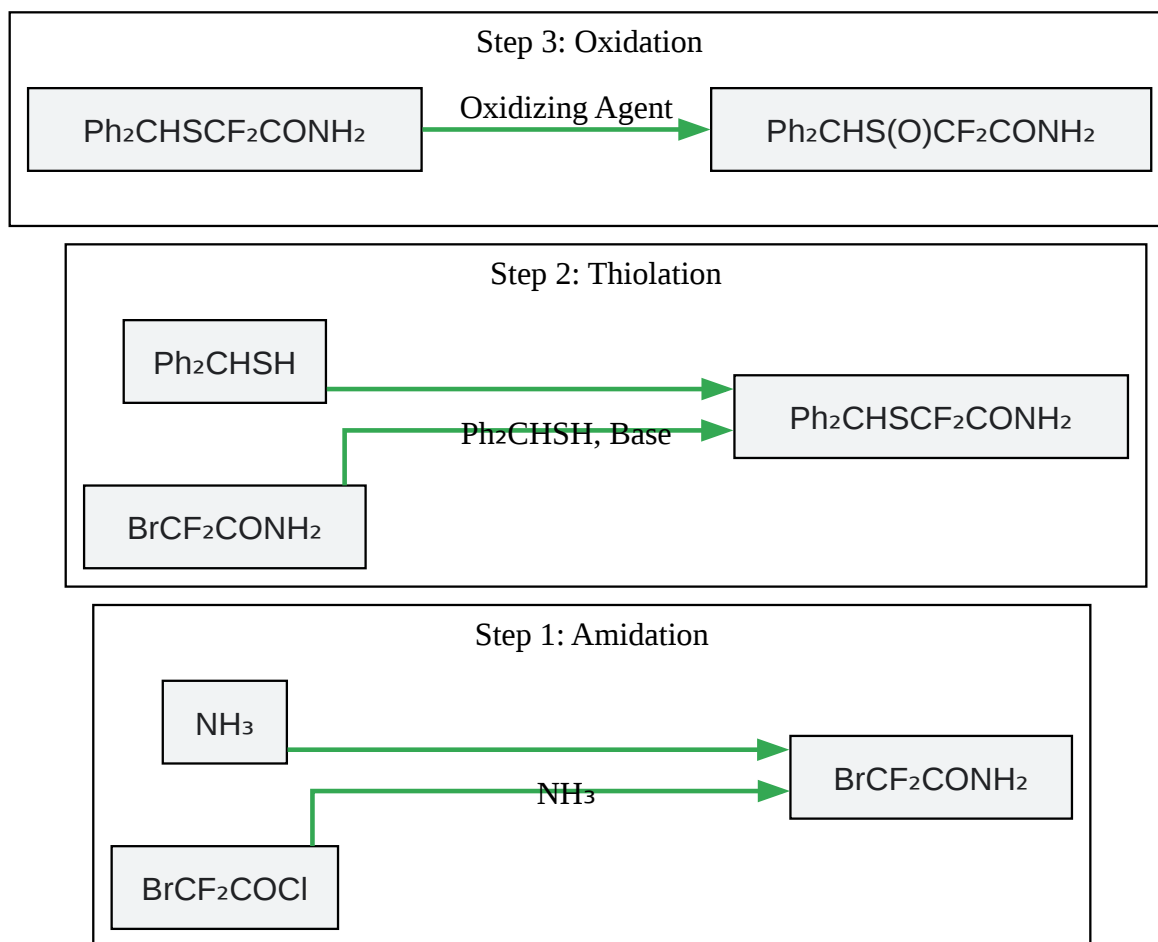 Step 3: Oxidation
Ph₂CHSCF₂CONH₂
Oxidizing Agent
Ph₂CHS(O)CF₂CONH₂
Step 2: Thiolation
Ph₂CHSH
Ph₂CHSCF₂CONH₂
Ph₂CHSH, Base
BrCF₂CONH₂
Step 1: Amidation
NH₃
BrCF₂CONH₂
NH₃
BrCF₂COCl